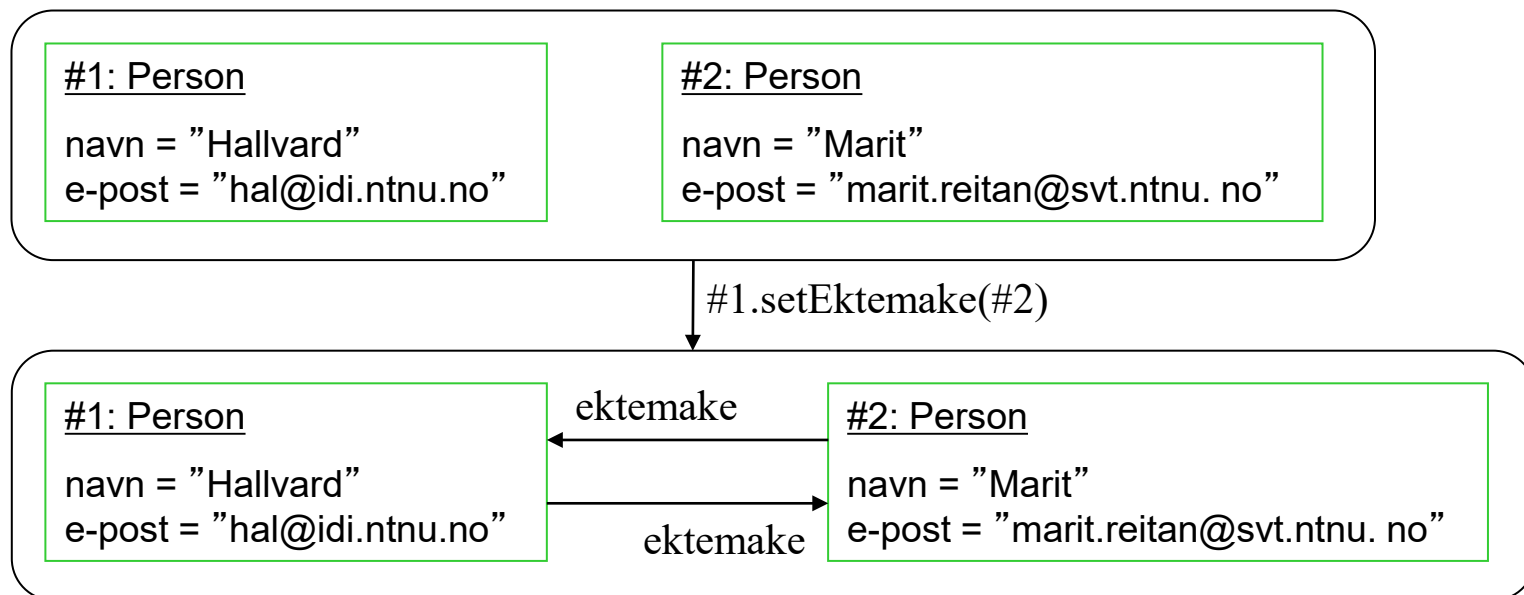 #1: Person
navn = ”Hallvard”
e-post = ”hal@idi.ntnu.no”
#2: Person
navn = ”Marit”
e-post = ”marit.reitan@svt.ntnu. no”
#1.setEktemake(#2)
#1: Person
navn = ”Hallvard”
e-post = ”hal@idi.ntnu.no”
ektemake
ektemake
#2: Person
navn = ”Marit”
e-post = ”marit.reitan@svt.ntnu. no”